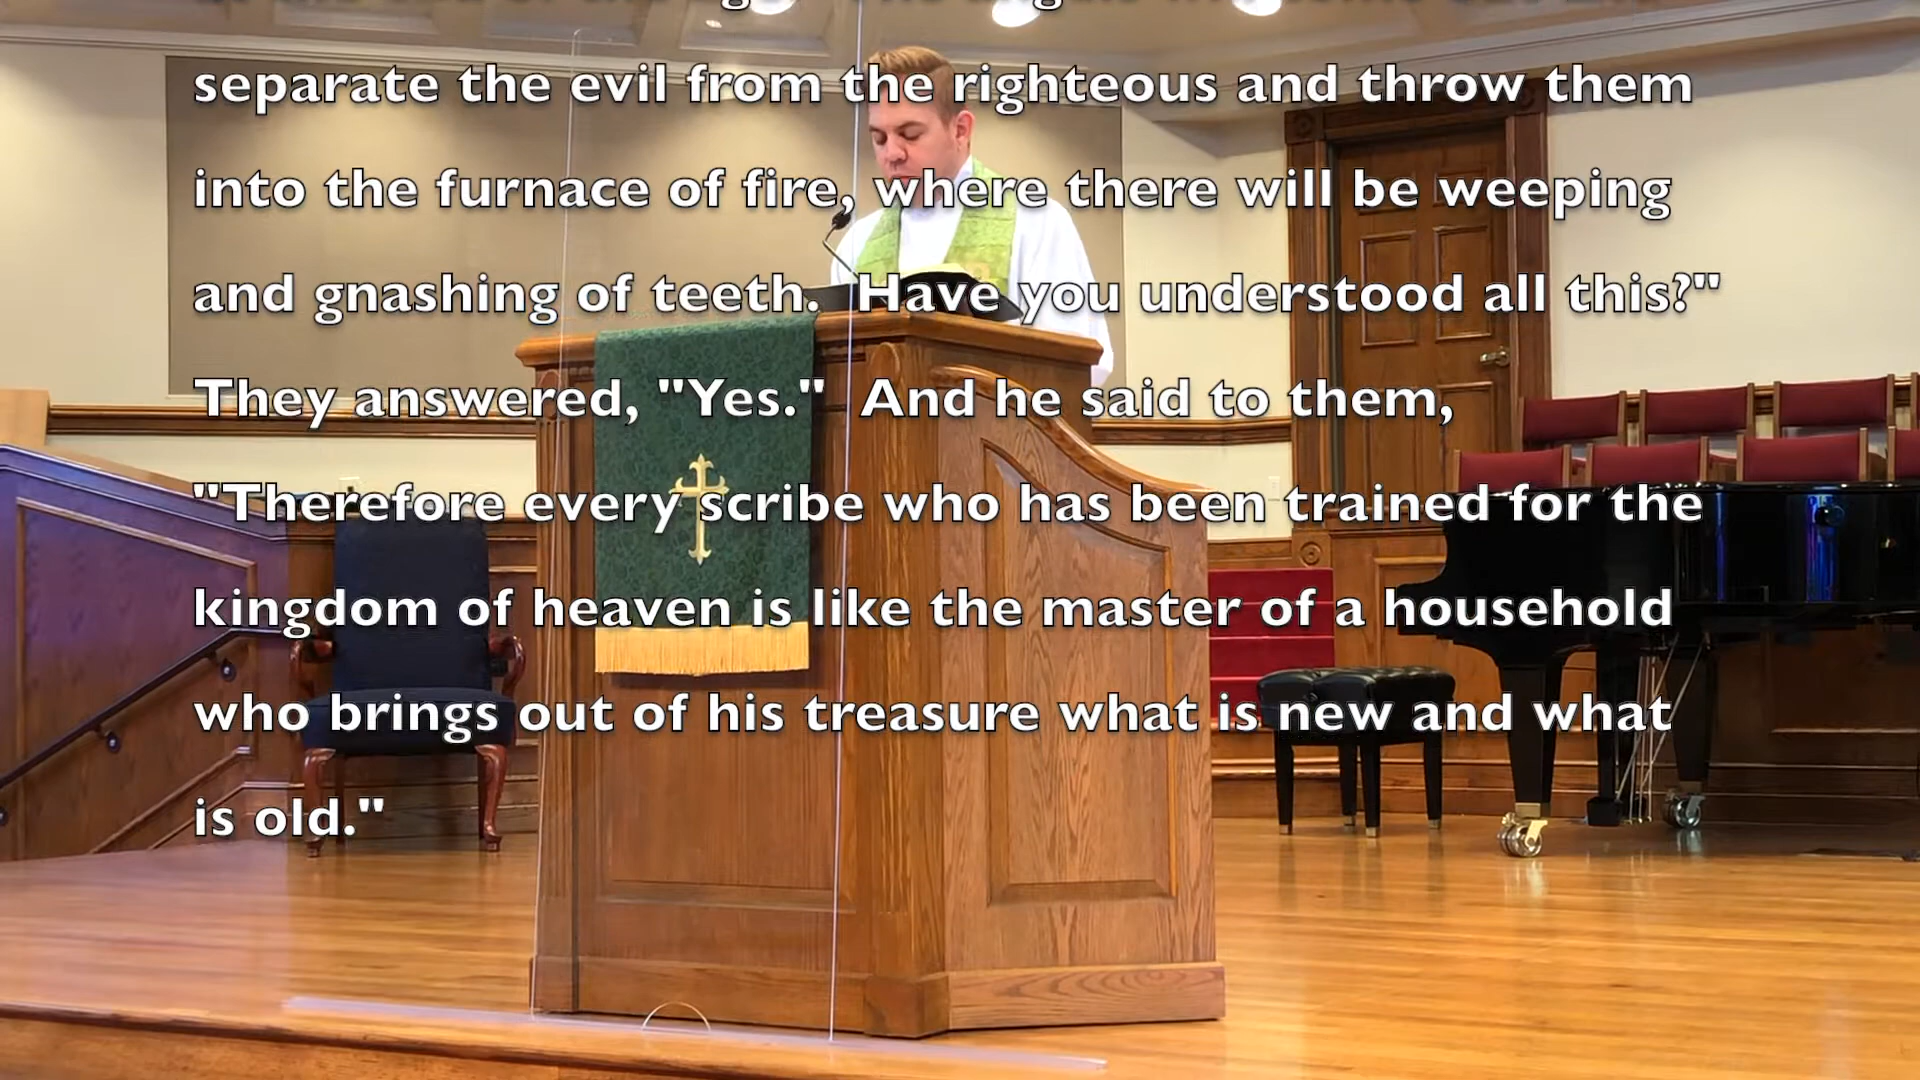 separate the evil from the righteous and throw them
into the furnace of fire, where there will be weeping
and gnashing of teeth.  Have you understood all this?"
They answered, "Yes."  And he said to them,
"Therefore every scribe who has been trained for the
kingdom of heaven is like the master of a household
who brings out of his treasure what is new and what
is old."